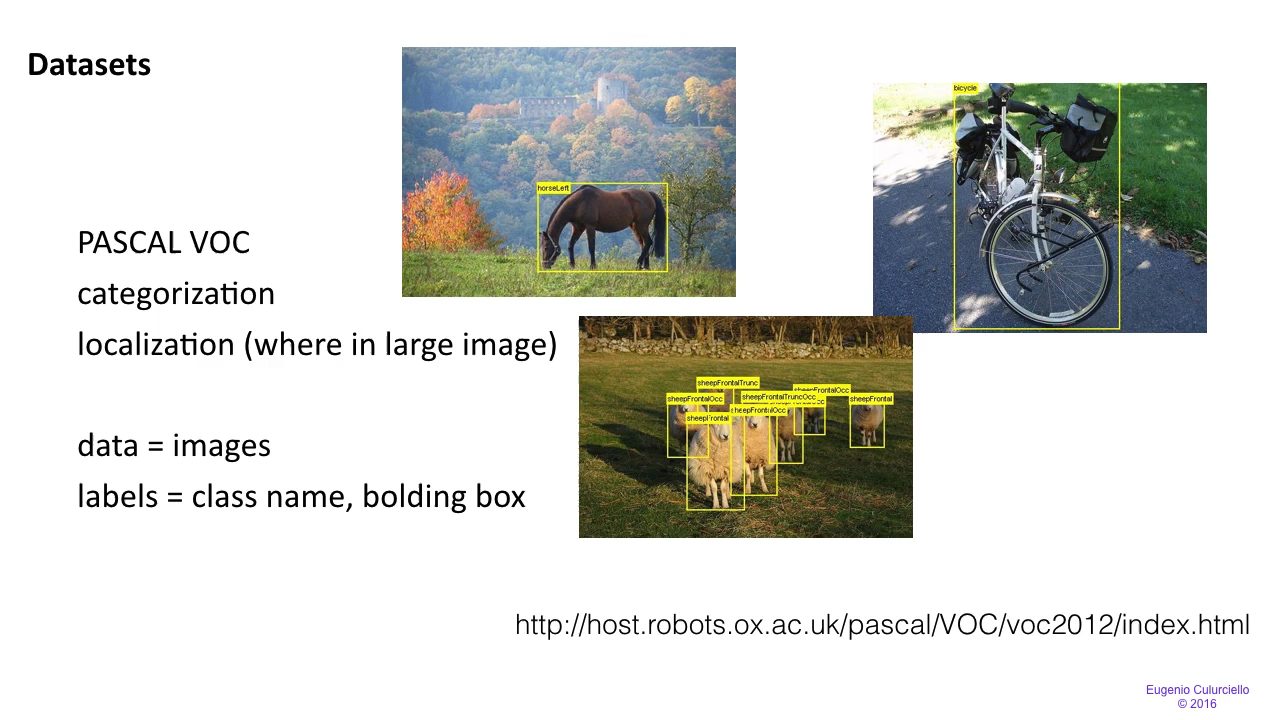 Datasets
horseLeft
bicycle
PASCAL VOC
categorization
localization (where in large image)
sheepFrontalTrunc
sheepFrontalOcc
sheepFrontalOcc
sheepFrontalTruncOcc
sheepFrontal
sheepFrontalOcc
sheepFrontal
data = images
labels = class name, bolding box
http://host.robots.ox.ac.uk/pascal/VOC/voc2012/index.html
Eugenio Culurciello
© 2016